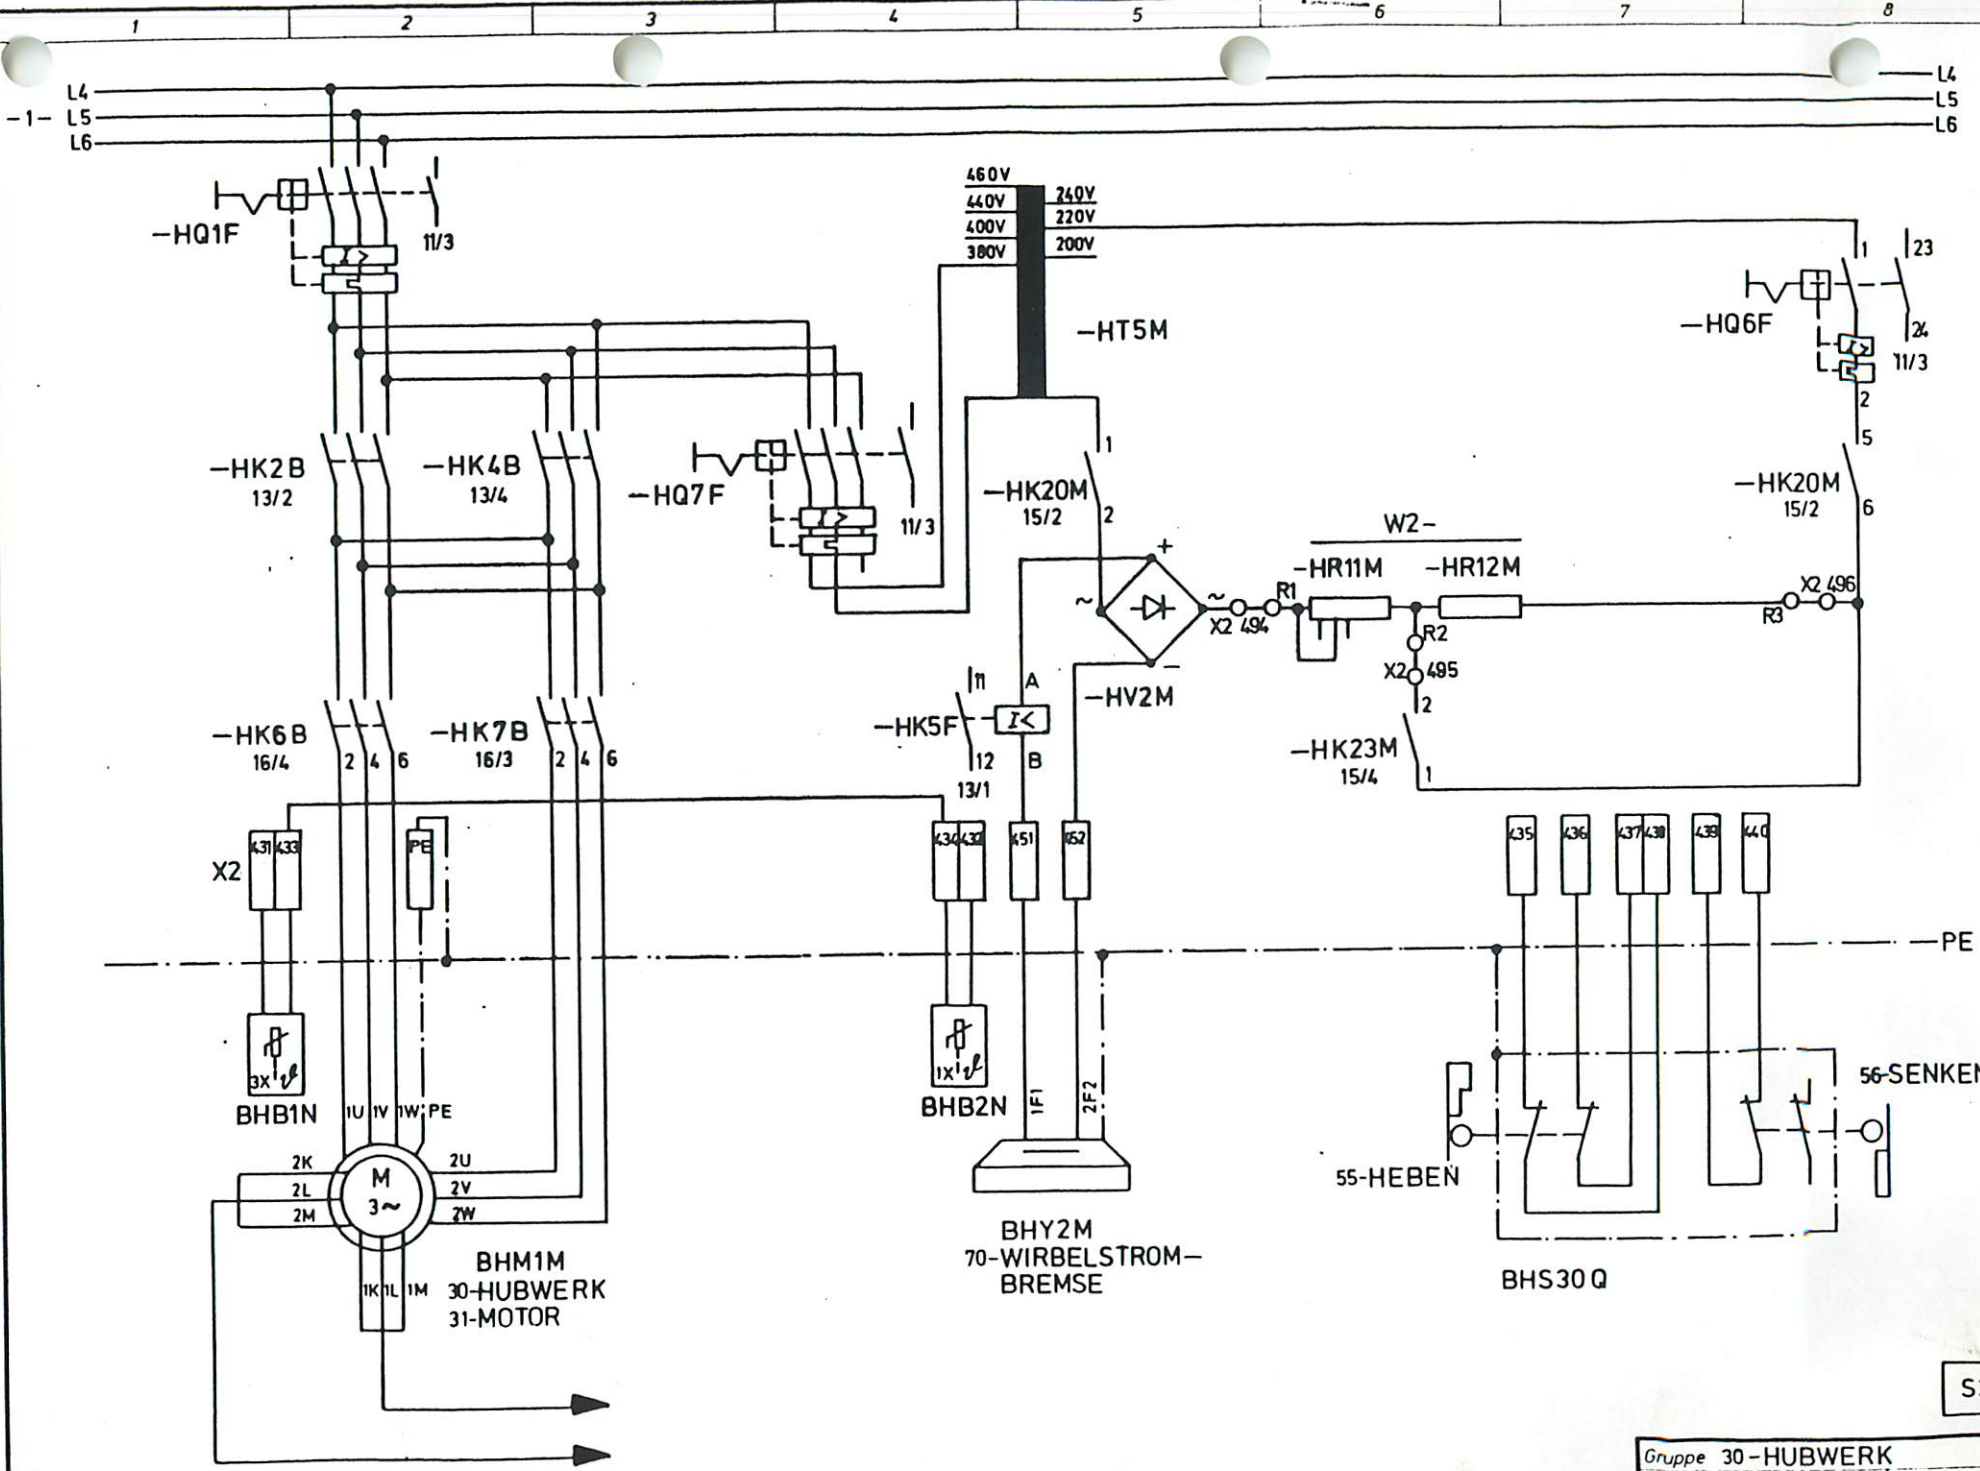 1 2 3 4 5 6 7 8
L4 L4
-1- L5 L5
L6 L6
-HQ1F
11/3
I >
460V
440V
400V
380V
240V
220V
200V
-HT5M
1
23
-HQ6F
24
I >
11/3
2
5
-HK2B
13/2
-HK4B
13/4
-HQ7F
I >
11/3
1
-HK20M
15/2
2
-HK20M
15/2
6
W2-
-HR11M
-HR12M
+
~
~
-
X2 494
R1
R2
X2 495
2
R3
X2 496
-HV2M
-HK6B
16/4
2 4 6
-HK7B
16/3
2 4 6
11
A
-HK5F
I<
12
B
13/1
-HK23M
15/4
1
X2
431 433
PE
434 432
451
452
435
436
437 438
439
440
PE
3X ϑ
BHB1N
1U 1V 1W PE
1X ϑ
BHB2N
1F1
2F2
2K
2L
2M
M
3~
2U
2V
2W
1K 1L 1M
BHM1M
30-HUBWERK
31-MOTOR
BHY2M
70-WIRBELSTROM-
BREMSE
55-HEBEN
56-SENKEN
BHS30Q
Gruppe 30-HUBWERK